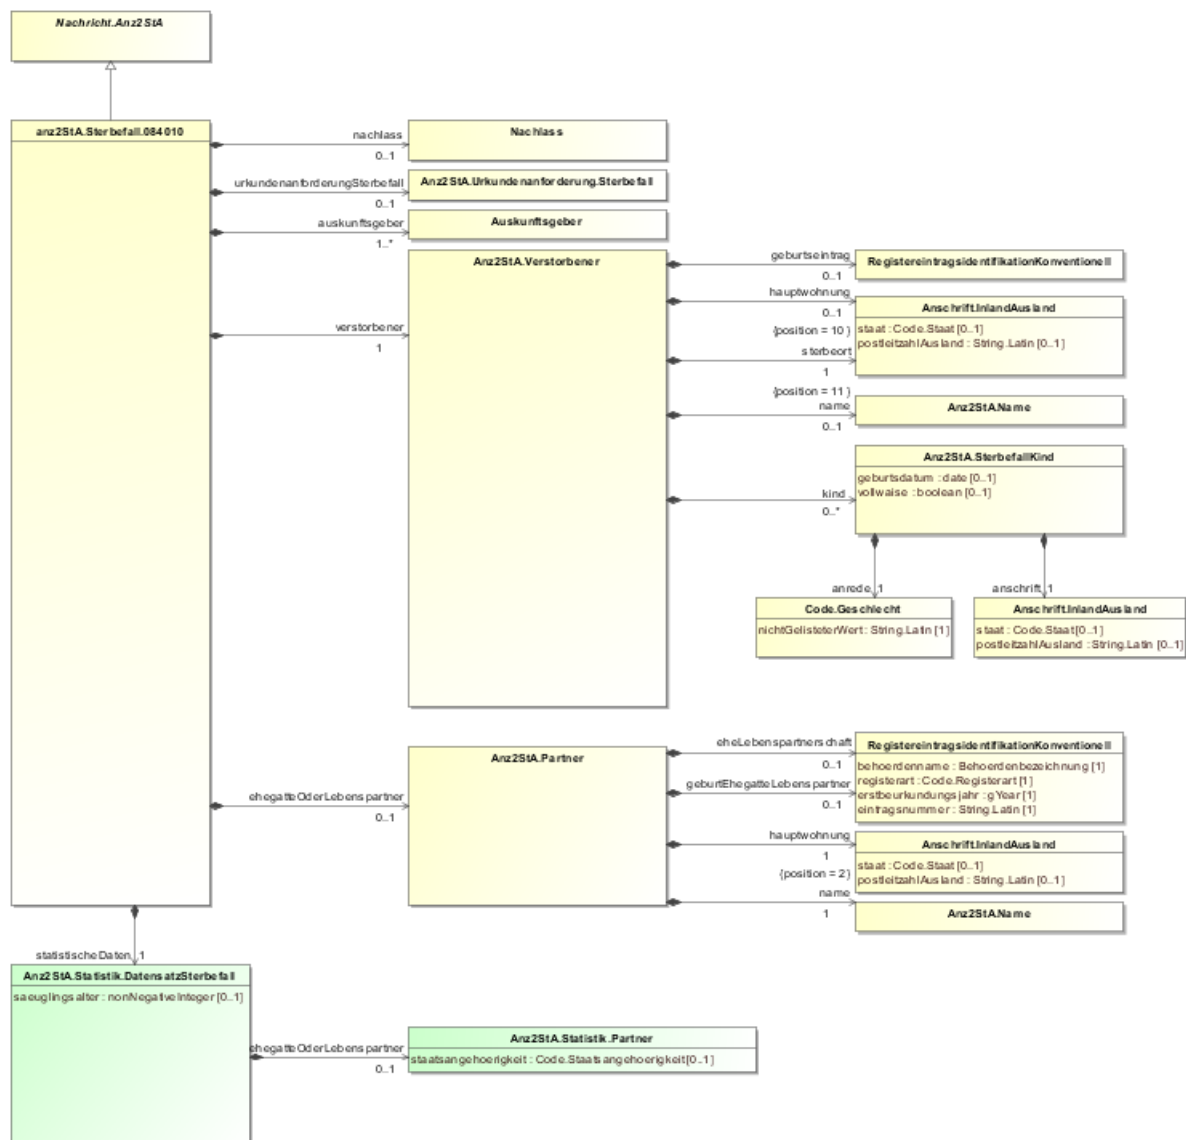 Nachricht.Anz2StA
anz2StA.Sterbefall.084010
nachlass
0..1
Nachlass
urkundenanforderungSterbefall
0..1
Anz2StA.Urkundenanforderung.Sterbefall
auskunftsgeber
1..*
Auskunftsgeber
verstorbener
1
Anz2StA.Verstorbener
geburtseintrag
0..1
RegistereintragsidentifikationKonventionell
hauptwohnung
0..1
{position = 10 }
Anschrift.InlandAusland
staat : Code.Staat [0..1]
postleitzahlAusland : String.Latin [0..1]
sterbeort
1
{position = 11 }
name
0..1
Anz2StA.Name
kind
0..*
Anz2StA.SterbefallKind
geburtsdatum : date [0..1]
vollwaise : boolean [0..1]
anrede 1
anschrift 1
Code.Geschlecht
nichtGelisteterWert : String.Latin [1]
Anschrift.InlandAusland
staat : Code.Staat [0..1]
postleitzahlAusland : String.Latin [0..1]
ehegatteOderLebenspartner
0..1
Anz2StA.Partner
eheLebenspartnerschaft
0..1
geburtEhegatteLebenspartner
0..1
RegistereintragsidentifikationKonventionell
behoerdenname : Behoerdenbezeichnung [1]
registerart : Code.Registerart [1]
erstbeurkundungsjahr : gYear [1]
eintragsnummer : String.Latin [1]
hauptwohnung
1
{position = 2 }
Anschrift.InlandAusland
staat : Code.Staat [0..1]
postleitzahlAusland : String.Latin [0..1]
name
1
Anz2StA.Name
statistischeDaten 1
Anz2StA.Statistik.DatensatzSterbefall
saeuglingsalter : nonNegativeInteger [0..1]
ehegatteOderLebenspartner
0..1
Anz2StA.Statistik.Partner
staatsangehoerigkeit : Code.Staatsangehoerigkeit [0..1]